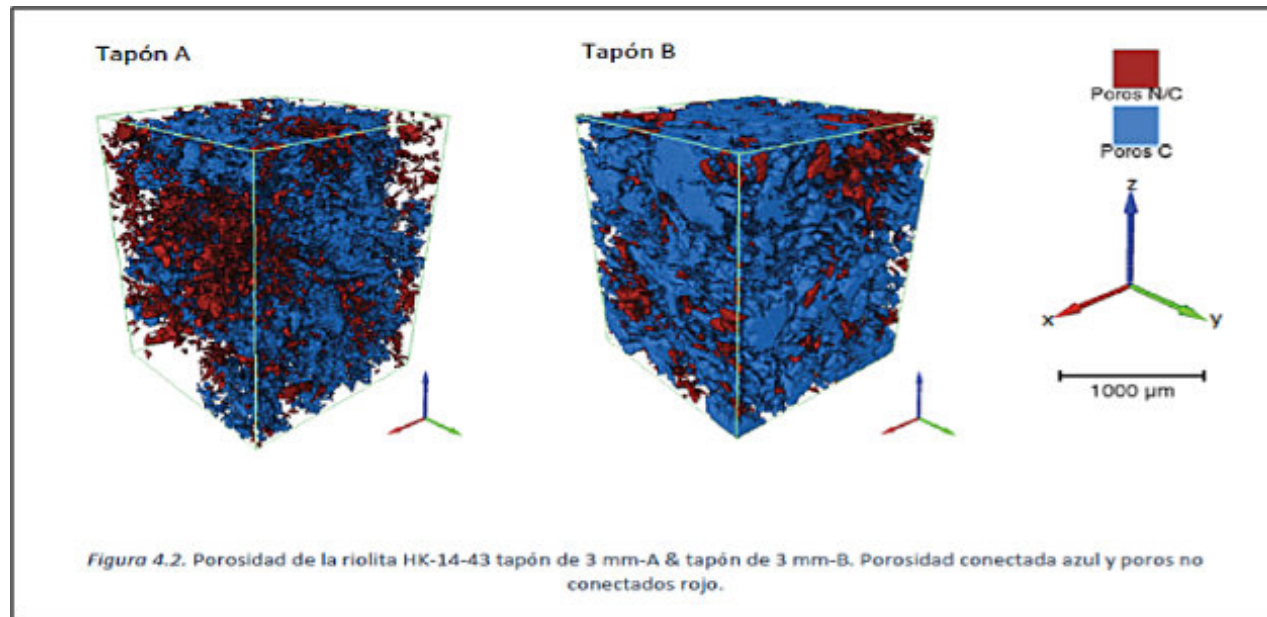 Tapón A
Tapón B
Poros N/C
Poros C
z
x
y
1000 µm
Figura 4.2. Porosidad de la riolita HK-14-43 tapón de 3 mm-A & tapón de 3 mm-B. Porosidad conectada azul y poros no
conectados rojo.